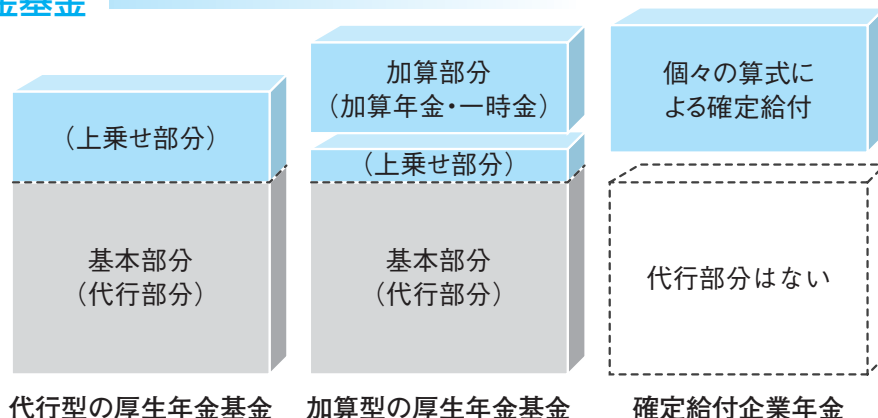 金基金
(上乗せ部分)
基本部分
(代行部分)
代行型の厚生年金基金
加算部分
(加算年金・一時金)
(上乗せ部分)
基本部分
(代行部分)
加算型の厚生年金基金
個々の算式に
よる確定給付
代行部分はない
確定給付企業年金